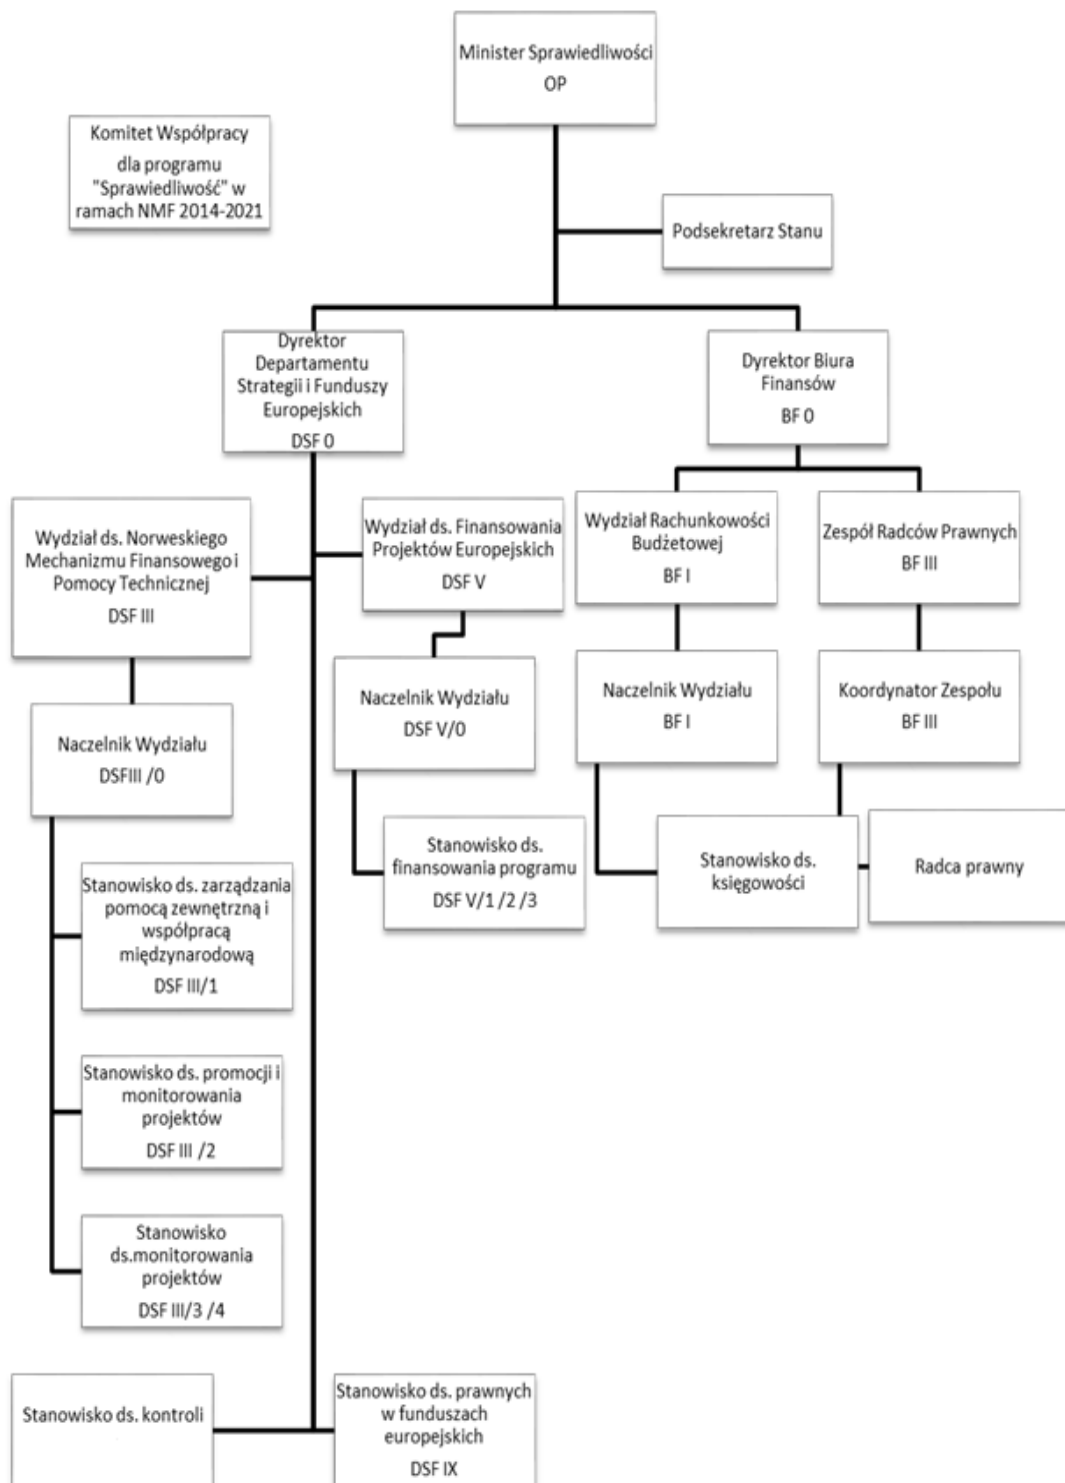 Minister Sprawiedliwości
OP
Komitet Współpracy
dla programu
"Sprawiedliwość" w
ramach NMF 2014-2021
Podsekretarz Stanu
Dyrektor
Departamentu
Strategii i Funduszy
Europejskich
DSF 0
Dyrektor Biura
Finansów
BF 0
Wydział ds. Norweskiego
Mechanizmu Finansowego i
Pomocy Technicznej
DSF III
Wydział ds. Finansowania
Projektów Europejskich
DSF V
Wydział Rachunkowości
Budżetowej
BF I
Zespół Radców Prawnych
BF III
Naczelnik Wydziału
DSFIII /0
Naczelnik Wydziału
DSF V/0
Naczelnik Wydziału
BF I
Koordynator Zespołu
BF III
Stanowisko ds. zarządzania
pomocą zewnętrzną i
współpracą
międzynarodową
DSF III/1
Stanowisko ds.
finansowania programu
DSF V/1 /2 /3
Stanowisko ds.
księgowości
Radca prawny
Stanowisko ds. promocji i
monitorowania
projektów
DSF III /2
Stanowisko
ds.monitorowania
projektów
DSF III/3 /4
Stanowisko ds. kontroli
Stanowisko ds. prawnych
w funduszach
europejskich
DSF IX